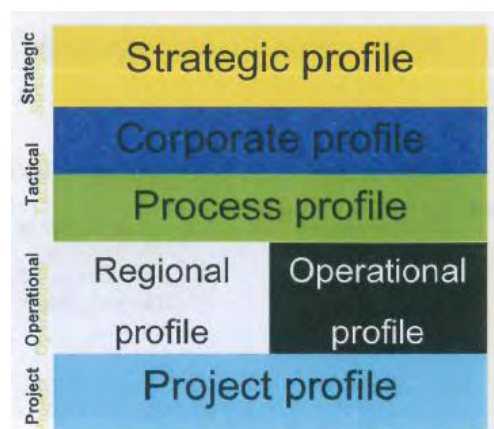 Strategic
Strategic profile
Tactical
Corporate profile
Process profile
Operational
Regional
profile
Operational
profile
Project
Project profile